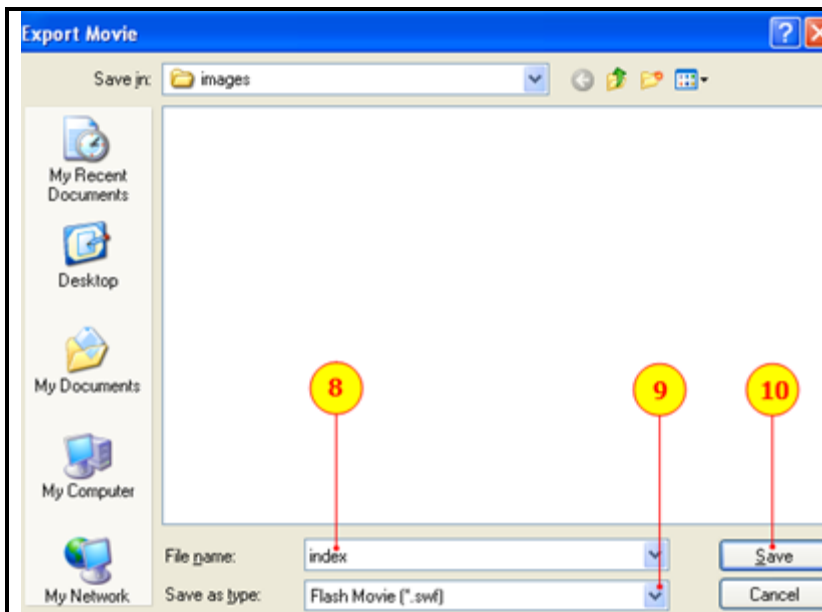 Export Movie
Save in: images
My Recent
Documents
Desktop
My Documents
My Computer
My Network
8
9
10
File name: index
Save
Save as type: Flash Movie (*.swf)
Cancel